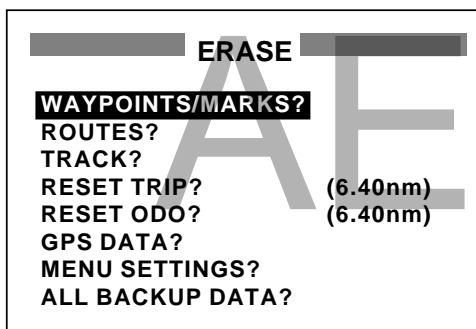 ERASE
WAYPOINTS/MARKS?
ROUTES?
TRACK?
RESET TRIP? (6.40nm)
RESET ODO? (6.40nm)
GPS DATA?
MENU SETTINGS?
ALL BACKUP DATA?
AE